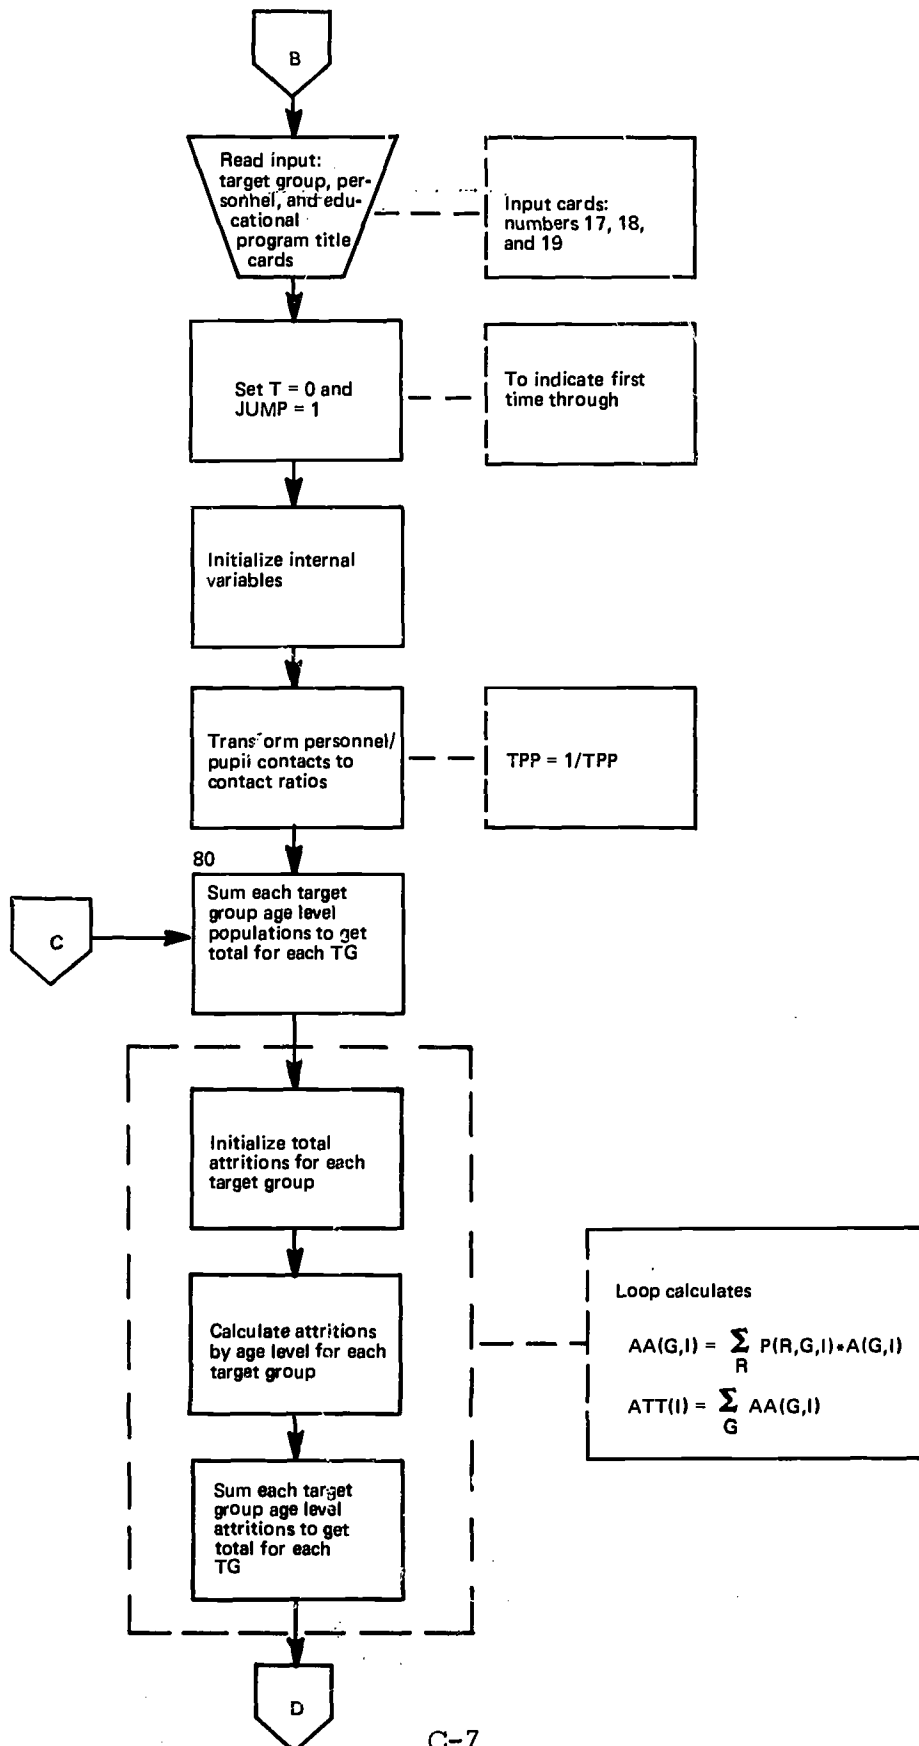 B
Read input:
target group, per-
sonnel, and edu-
cational
program title
cards
Input cards:
numbers 17, 18,
and 19
Set T = 0 and
JUMP = 1
To indicate first
time through
Initialize internal
variables
Transform personnel/
pupil contacts to
contact ratios
TPP = 1/TPP
80
Sum each target
group age level
populations to get
total for each TG
C
Initialize total
attritions for each
target group
Calculate attritions
by age level for each
target group
Loop calculates
AA(G,I) = Σ P(R,G,I)*A(G,I)
R
ATT(I) = Σ AA(G,I)
G
Sum each target
group age level
attritions to get
total for each
TG
D
C-7